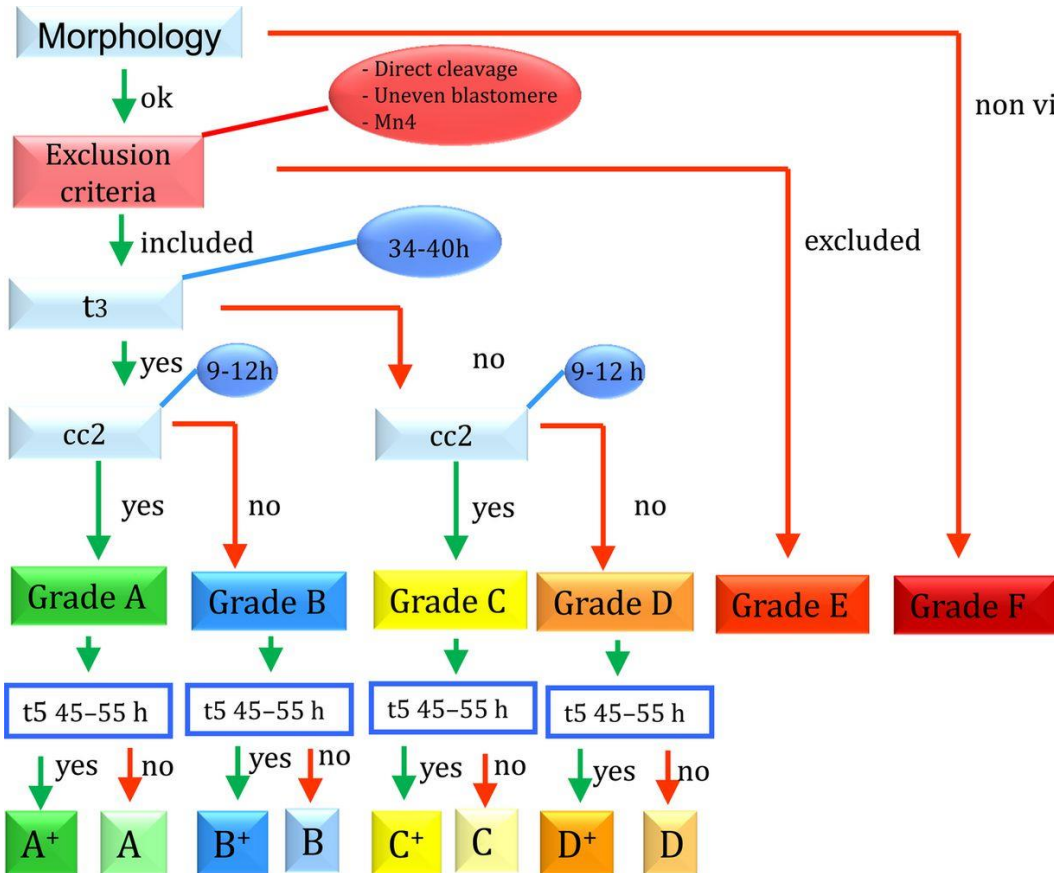 Morphology
- Direct cleavage
- Uneven blastomere
- Mn4
ok
non vi
Exclusion
criteria
included
34-40h
excluded
t3
yes
9-12h
no
9-12 h
cc2
cc2
yes
no
yes
no
Grade A
Grade B
Grade C
Grade D
Grade E
Grade F
t5 45–55 h
t5 45–55 h
t5 45–55 h
t5 45–55 h
yes
no
yes
no
yes
no
yes
no
A⁺
A
B⁺
B
C⁺
C
D⁺
D